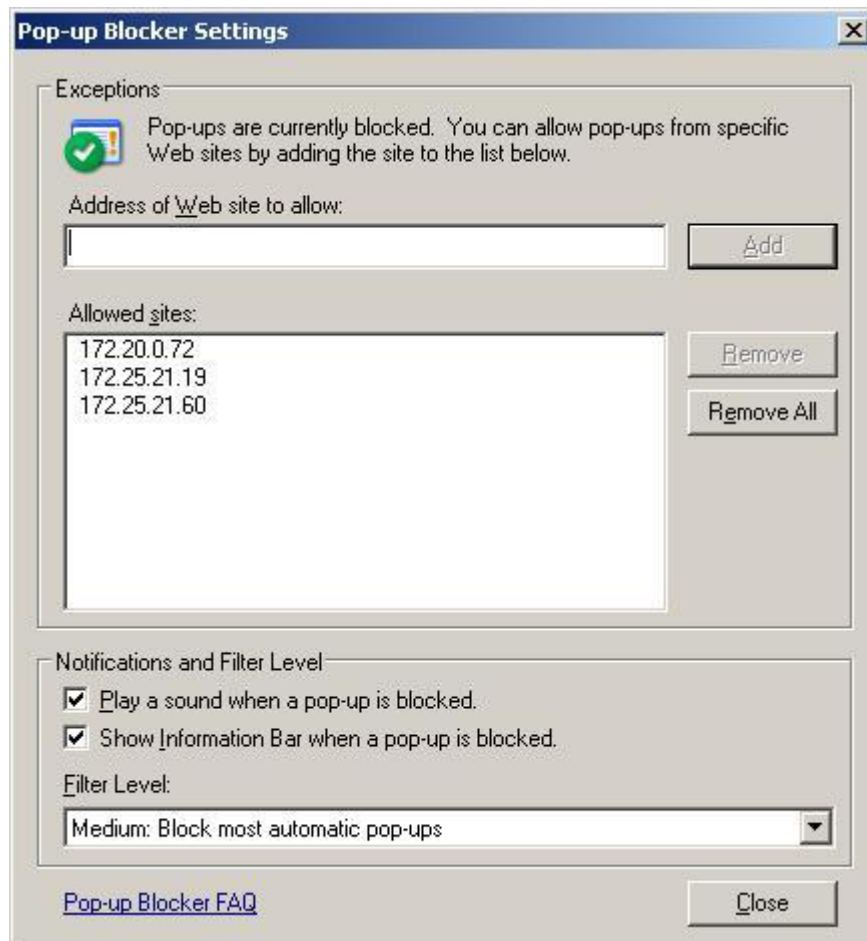 Pop-up Blocker Settings
Exceptions
Pop-ups are currently blocked. You can allow pop-ups from specific
Web sites by adding the site to the list below.
Address of Web site to allow:
Add
Allowed sites:
172.20.0.72
172.25.21.19
172.25.21.60
Remove
Remove All
Notifications and Filter Level
Play a sound when a pop-up is blocked.
Show Information Bar when a pop-up is blocked.
Filter Level:
Medium: Block most automatic pop-ups
Pop-up Blocker FAQ
Close